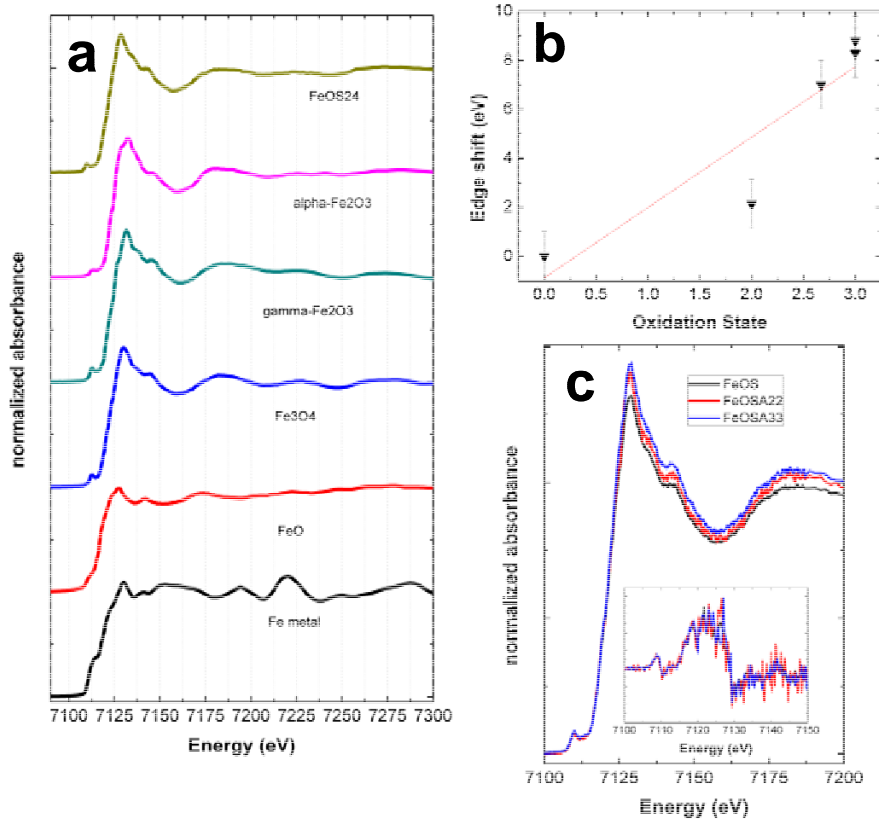 a
FeOS24
alpha-Fe2O3
gamma-Fe2O3
Fe3O4
FeO
Fe metal
normalized absorbance
7100 7125 7150 7175 7200 7225 7250 7275 7300
Energy (eV)
b
10
8
6
4
2
0
Edge shift (eV)
0.0 0.5 1.0 1.5 2.0 2.5 3.0
Oxidation State
c
FeOS
FeOSA22
FeOSA33
normalized absorbance
7100 7110 7120 7130 7140 7150
Energy (eV)
7100 7125 7150 7175 7200
Energy (eV)